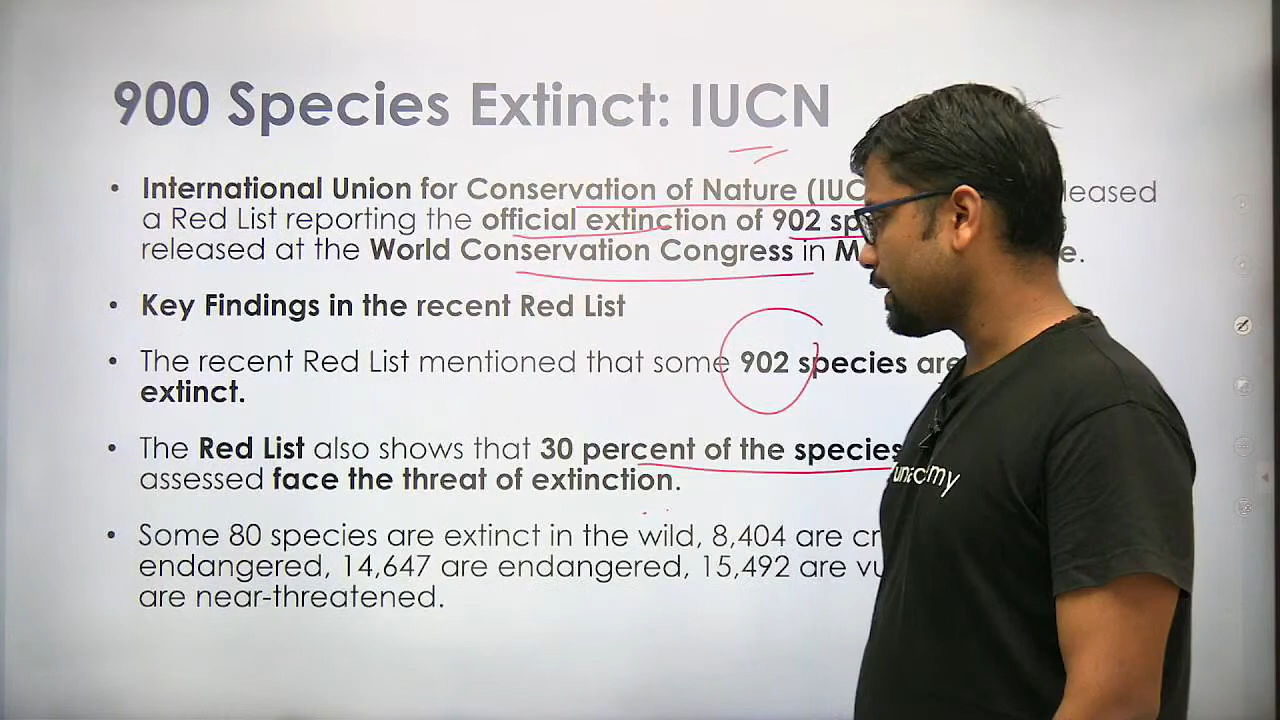 900 Species Extinct: IUCN
• International Union for Conservation of Nature (IUC leased
a Red List reporting the official extinction of 902 sp
released at the World Conservation Congress in M e.
• Key Findings in the recent Red List
• The recent Red List mentioned that some 902 species are
extinct.
• The Red List also shows that 30 percent of the species
assessed face the threat of extinction.
• Some 80 species are extinct in the wild, 8,404 are cr
endangered, 14,647 are endangered, 15,492 are vu
are near-threatened.